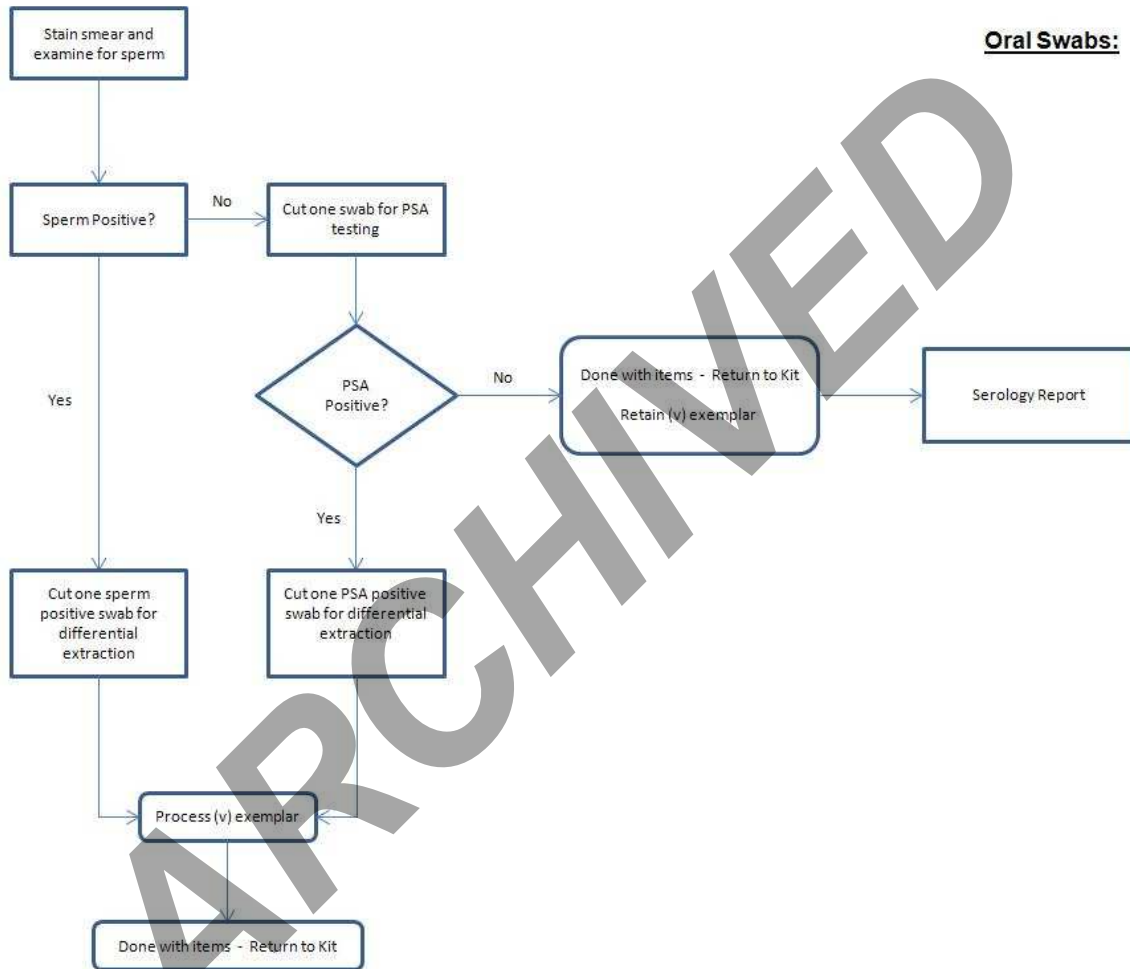 Oral Swabs:
Stain smear and
examine for sperm
Sperm Positive?
No
Cut one swab for PSA
testing
Yes
PSA
Positive?
No
Done with items - Return to Kit
Retain (v) exemplar
Serology Report
Yes
Cut one sperm
positive swab for
differential
extraction
Cut one PSA positive
swab for differential
extraction
Process (v) exemplar
Done with items - Return to Kit
ARCHIVED